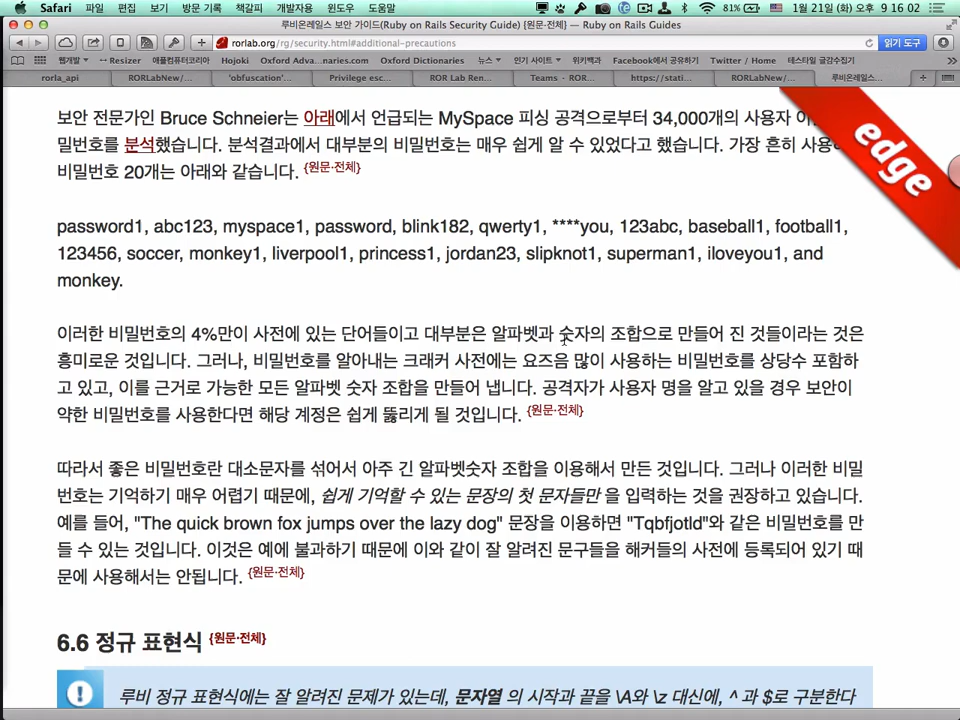 Safari 파일 편집 보기 방문 기록 책갈피 개발자용 윈도우 도움말 81% 1월 21일 (화) 9 16 02
루비온레일스 보안 가이드(Ruby on Rails Security Guide) {원문·전체} — Ruby on Rails Guides
rorlab.org/rg/security.html#additional-precautions 읽기 도구
웹개발 Resizer 애플컴퓨터코리아 Hojoki Oxford Adva...naries.com Oxford Dictionaries 뉴스 인기 사이트 위키백과 Facebook에서 공유하기 Twitter / Home 테스타일 글감수집기
rorla_api RORLabNew/... 'obfuscation'... Privilege esc... ROR Lab Ren... Teams - ROR... https://stati... RORLabNew/... 루비온레일스...
보안 전문가인 Bruce Schneier는 아래에서 언급되는 MySpace 피싱 공격으로부터 34,000개의 사용자
edge
밀번호를 분석했습니다. 분석결과에서 대부분의 비밀번호는 매우 쉽게 알 수 있었다고 했습니다. 가장 흔히
비밀번호 20개는 아래와 같습니다. {원문·전체}
password1, abc123, myspace1, password, blink182, qwerty1, ****you, 123abc, baseball1, football1,
123456, soccer, monkey1, liverpool1, princess1, jordan23, slipknot1, superman1, iloveyou1, and
monkey.
이러한 비밀번호의 4%만이 사전에 있는 단어들이고 대부분은 알파벳과 숫자의 조합으로 만들어 진 것들이라는 것은
흥미로운 것입니다. 그러나, 비밀번호를 알아내는 크래커 사전에는 요즈음 많이 사용하는 비밀번호를 상당수 포함하
고 있고, 이를 근거로 가능한 모든 알파벳 숫자 조합을 만들어 냅니다. 공격자가 사용자 명을 알고 있을 경우 보안이
약한 비밀번호를 사용한다면 해당 계정은 쉽게 뚫리게 될 것입니다. {원문·전체}
따라서 좋은 비밀번호란 대소문자를 섞어서 아주 긴 알파벳숫자 조합을 이용해서 만든 것입니다. 그러나 이러한 비밀
번호는 기억하기 매우 어렵기 때문에, 쉽게 기억할 수 있는 문장의 첫 문자들만 을 입력하는 것을 권장하고 있습니다.
예를 들어, "The quick brown fox jumps over the lazy dog" 문장을 이용하면 "Tqbfjotld"와 같은 비밀번호를 만
들 수 있는 것입니다. 이것은 예에 불과하기 때문에 이와 같이 잘 알려진 문구들을 해커들의 사전에 등록되어 있기 때
문에 사용해서는 안됩니다. {원문·전체}
6.6 정규 표현식 {원문·전체}
루비 정규 표현식에는 잘 알려진 문제가 있는데, 문자열 의 시작과 끝을 \A와 \z 대신에, ^ 과 $로 구분한다